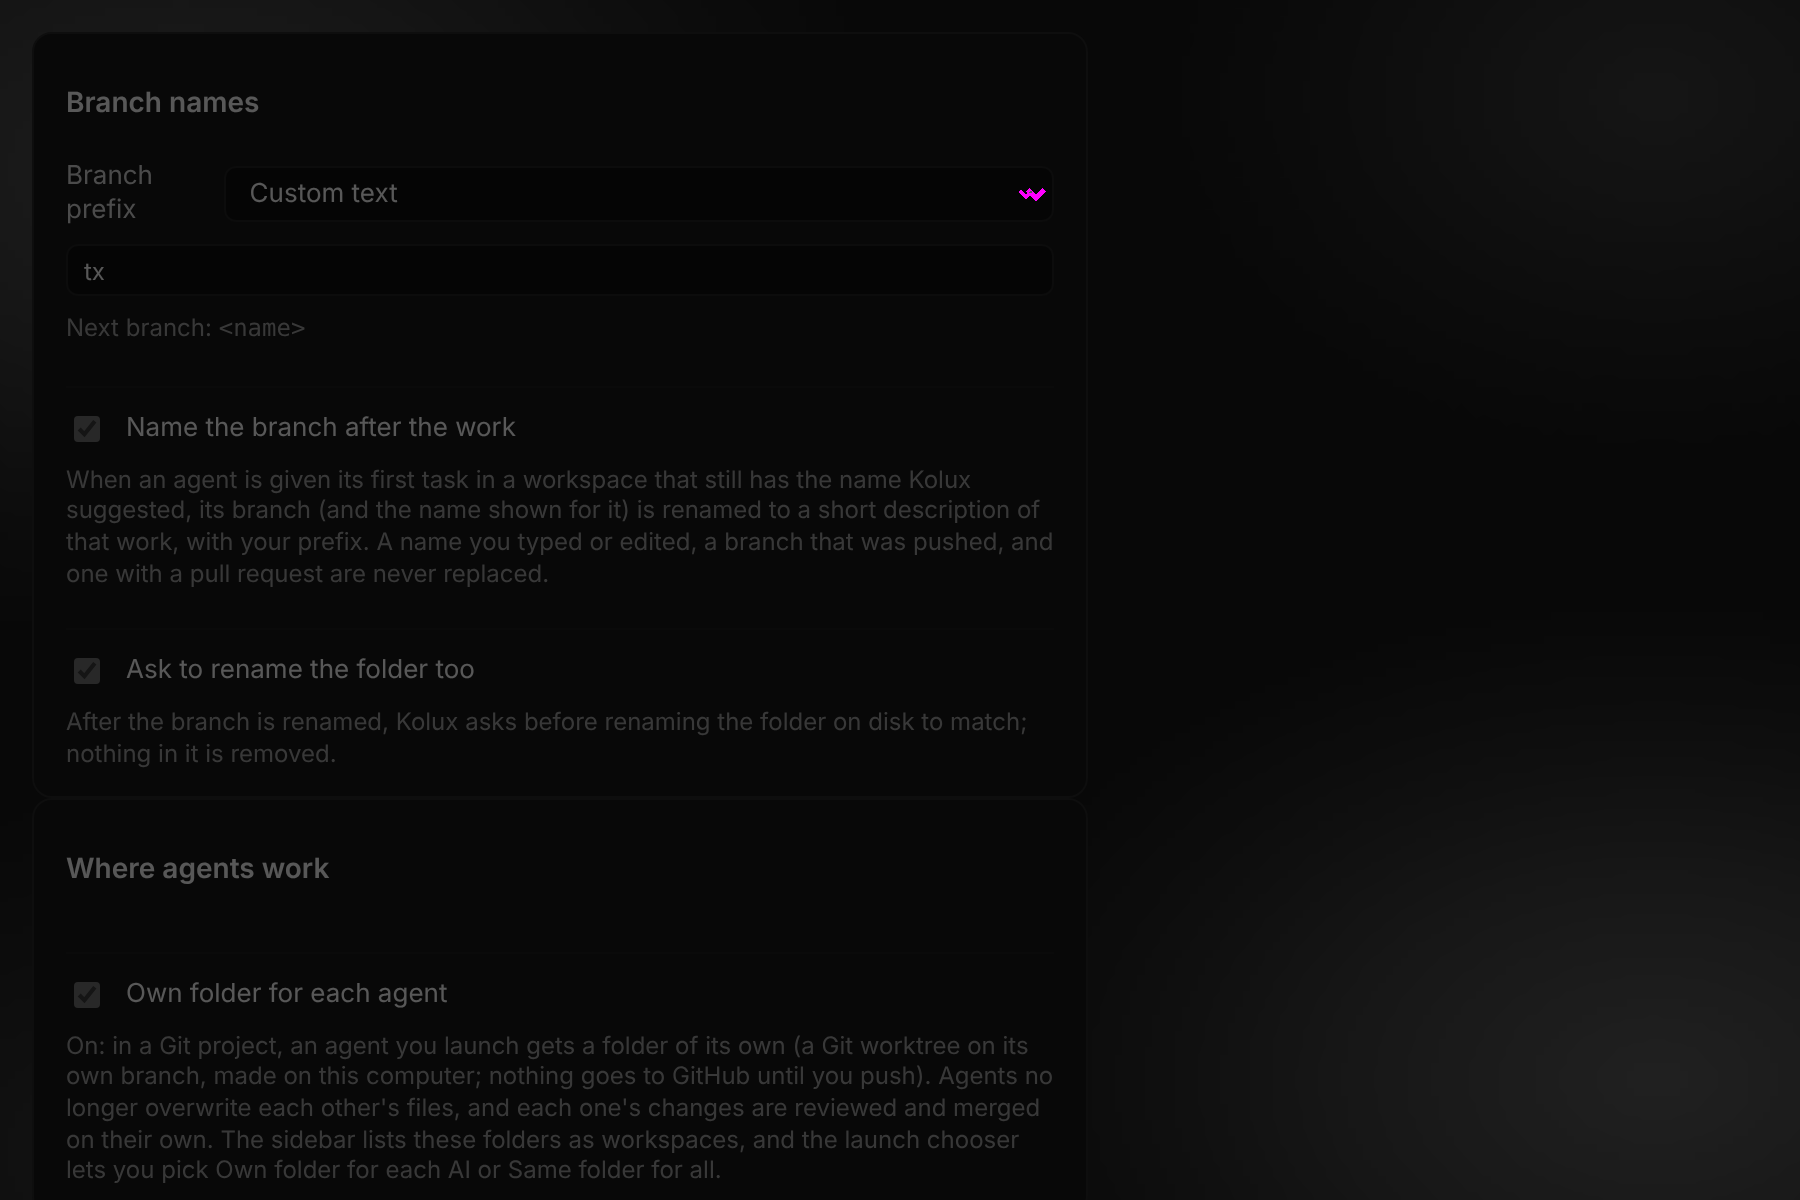 Branch names
Branch
prefix
Custom text
tx
Next branch: <name>
Name the branch after the work
When an agent is given its first task in a workspace that still has the name Kolux
suggested, its branch (and the name shown for it) is renamed to a short description of
that work, with your prefix. A name you typed or edited, a branch that was pushed, and
one with a pull request are never replaced.
Ask to rename the folder too
After the branch is renamed, Kolux asks before renaming the folder on disk to match;
nothing in it is removed.
Where agents work
Own folder for each agent
On: in a Git project, an agent you launch gets a folder of its own (a Git worktree on its
own branch, made on this computer; nothing goes to GitHub until you push). Agents no
longer overwrite each other's files, and each one's changes are reviewed and merged
on their own. The sidebar lists these folders as workspaces, and the launch chooser
lets you pick Own folder for each AI or Same folder for all.